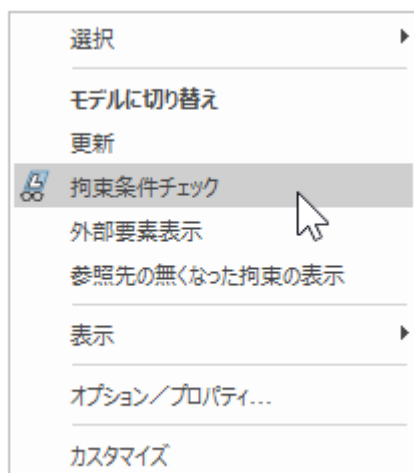 選択
モデルに切り替え
更新
拘束条件チェック
外部要素表示
参照先の無くなった拘束の表示
表示
オプション／プロパティ...
カスタマイズ